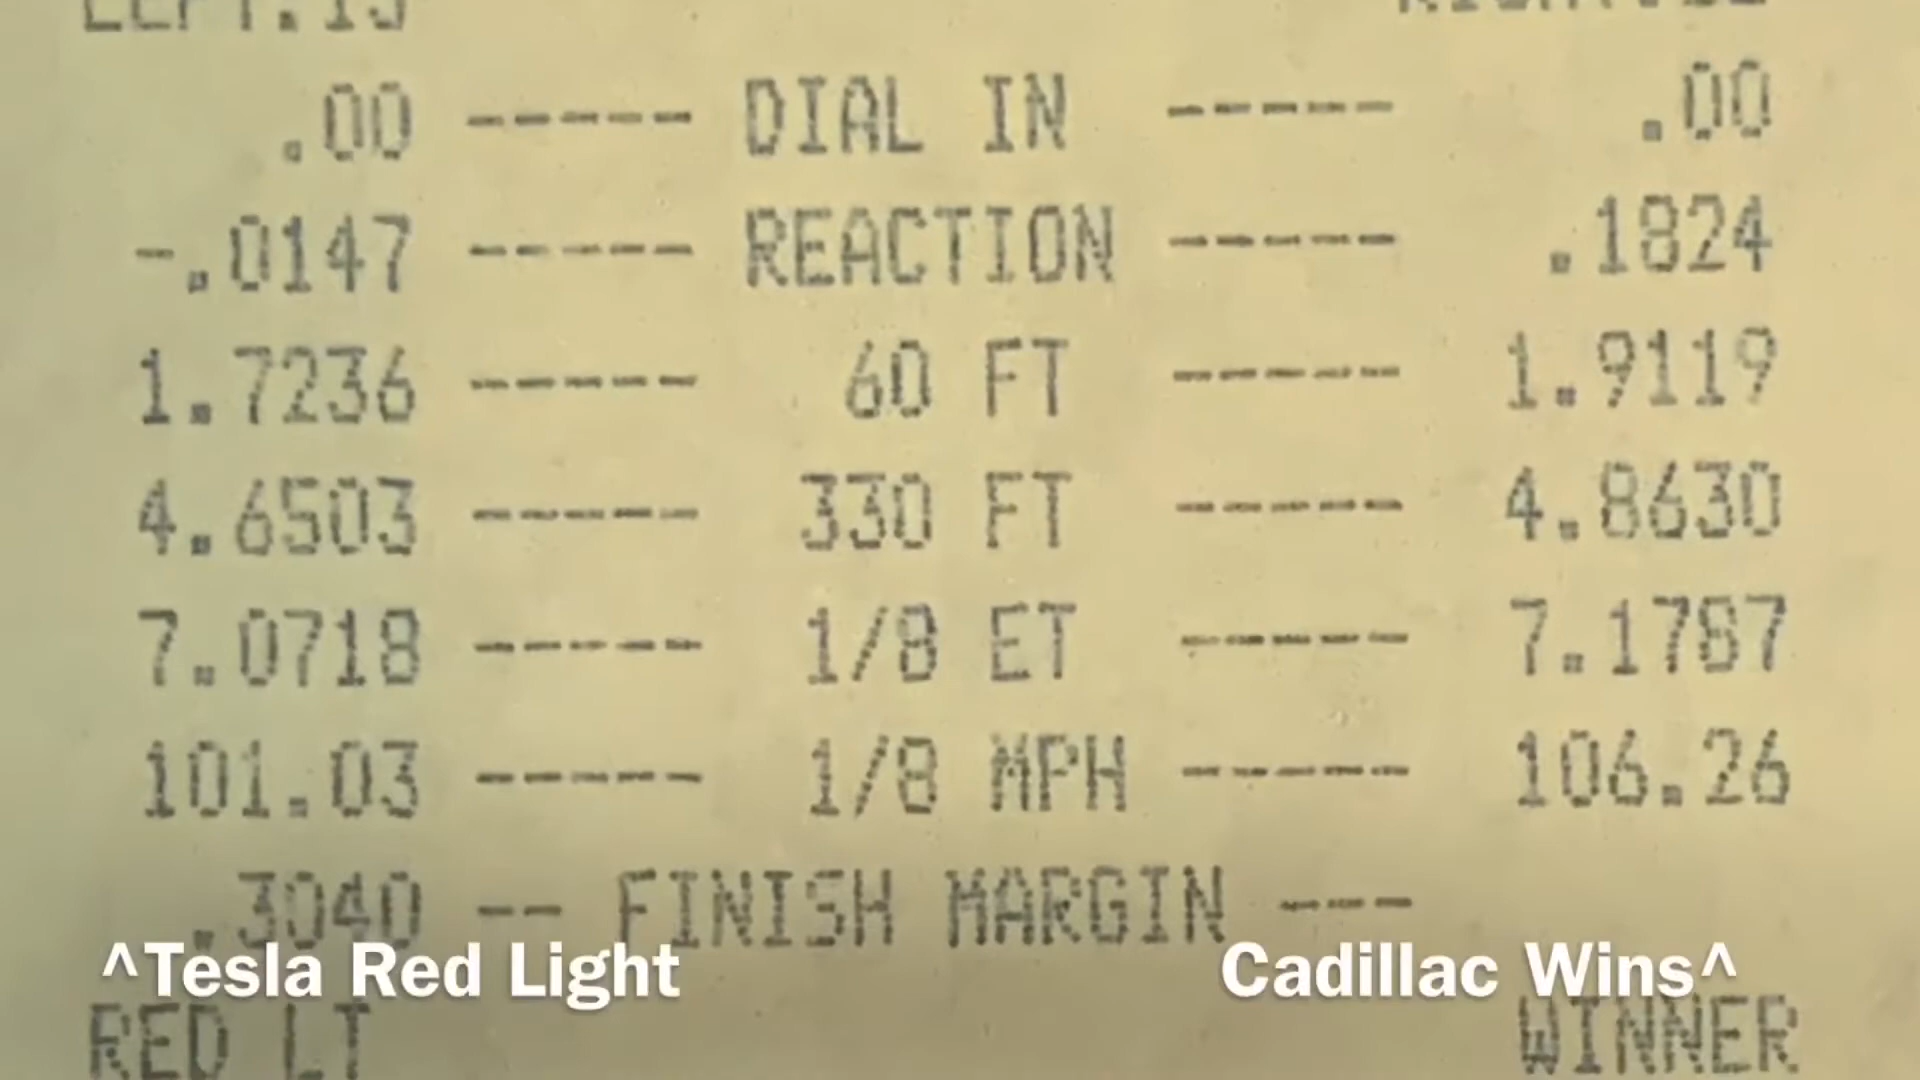 .00 ----- DIAL IN ----- .00
-.0147 ----- REACTION ----- .1824
1.7236 ----- 60 FT ----- 1.9119
4.6503 ----- 330 FT ----- 4.8630
7.0718 ----- 1/8 ET ----- 7.1787
101.03 ----- 1/8 MPH ----- 106.26
.3040 -- FINISH MARGIN ---
^Tesla Red Light Cadillac Wins^
RED LT WINNER